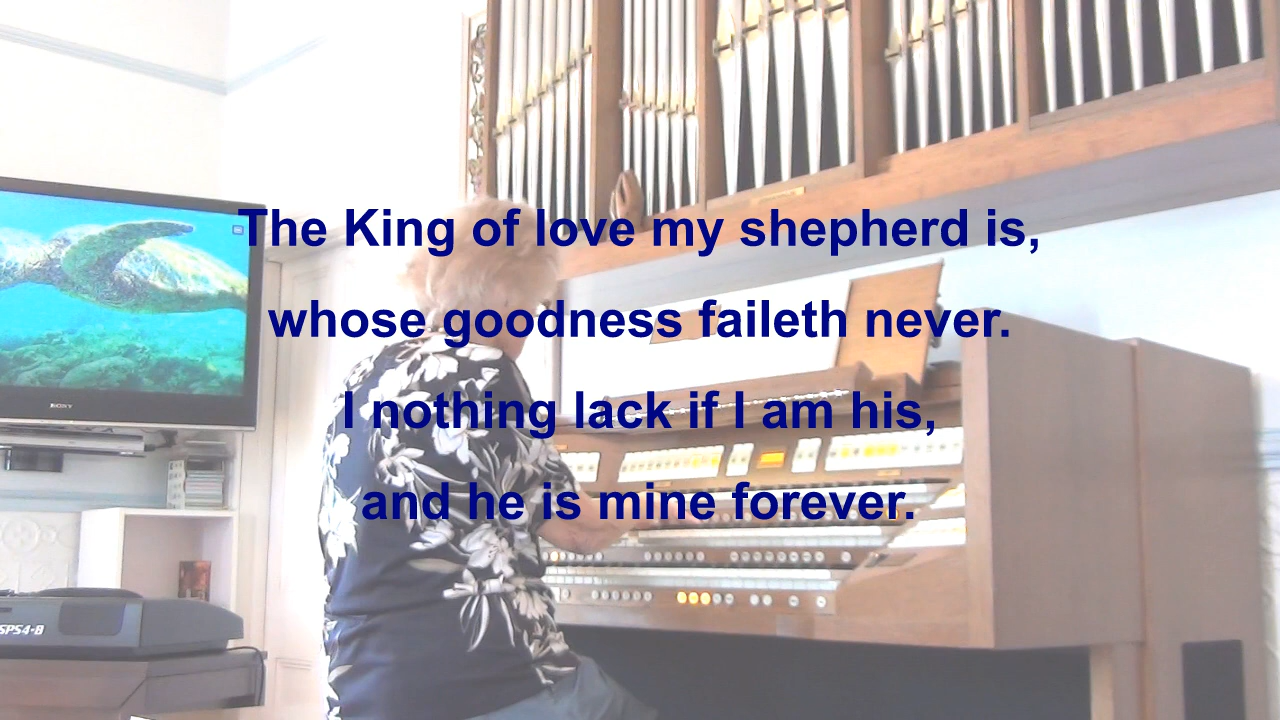 The King of love my shepherd is,
whose goodness faileth never.
I nothing lack if I am his,
and he is mine forever.
SONY
SPS4-8